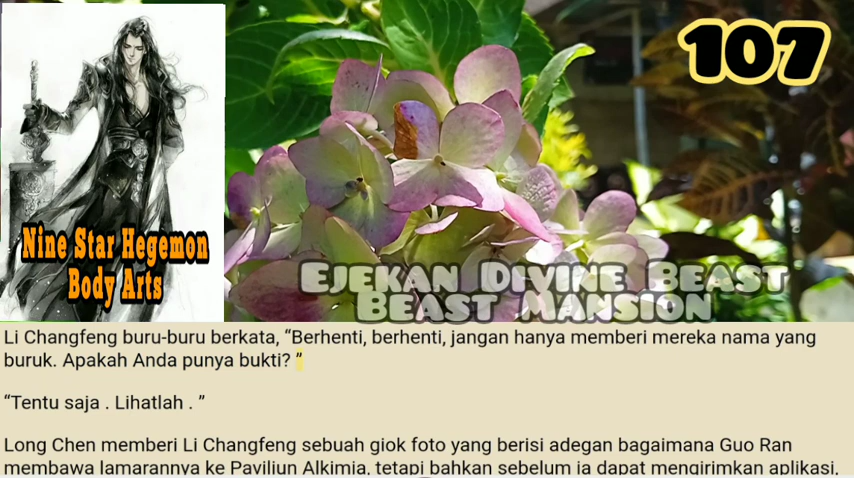 107
Nine Star Hegemon
Body Arts
Ejekan Divine Beast
Beast Mansion
Li Changfeng buru-buru berkata, “Berhenti, berhenti, jangan hanya memberi mereka nama yang
buruk. Apakah Anda punya bukti? ”
“Tentu saja . Lihatlah . ”
Long Chen memberi Li Changfeng sebuah giok foto yang berisi adegan bagaimana Guo Ran
membawa lamarannya ke Paviliun Alkimia, tetapi bahkan sebelum ia dapat mengirimkan aplikasi,